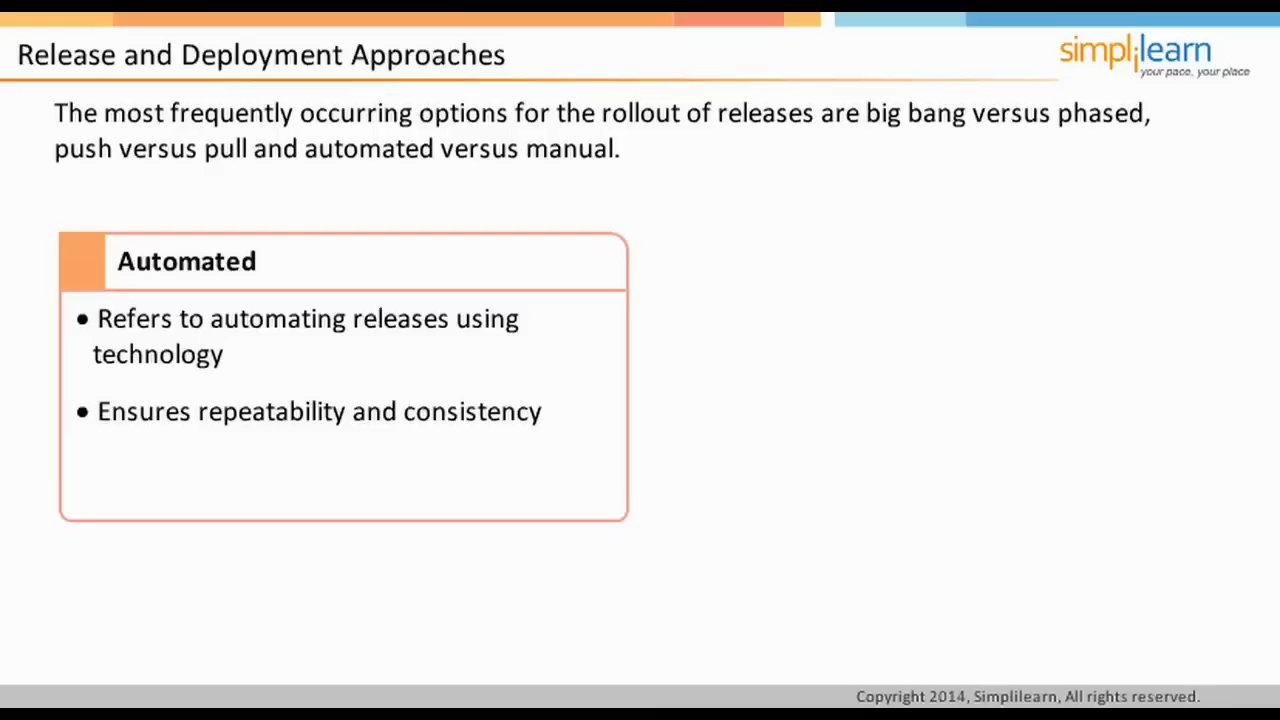 Release and Deployment Approaches
simplilearn
your pace, your place
The most frequently occurring options for the rollout of releases are big bang versus phased,
push versus pull and automated versus manual.
Automated
• Refers to automating releases using
technology
• Ensures repeatability and consistency
Copyright 2014, Simplilearn, All rights reserved.